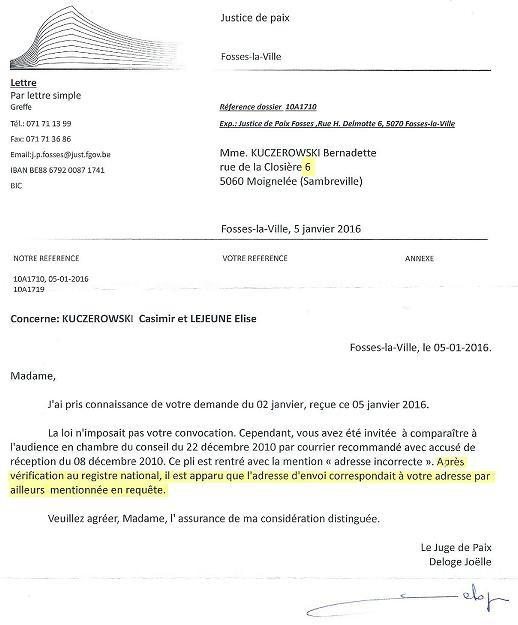 Justice de paix
Fosses-la-Ville
Lettre
Par lettre simple
Greffe
Tél.: 071 71 13 99
Fax: 071 71 36 86
Email:j.p.fosses@just.fgov.be
IBAN BE88 6792 0087 1741
BIC
Réference dossier 10A1710
Exp.: Justice de Paix Fosses ,Rue H. Delmotte 6, 5070 Fosses-la-Ville
Mme. KUCZEROWSKI Bernadette
rue de la Closière 6
5060 Moignelée (Sambreville)
Fosses-la-Ville, 5 janvier 2016
NOTRE REFERENCE VOTRE REFERENCE ANNEXE
10A1710, 05-01-2016
10A1719
Concerne: KUCZEROWSKI Casimir et LEJEUNE Elise
Fosses-la-Ville, le 05-01-2016.
Madame,
J'ai pris connaissance de votre demande du 02 janvier, reçue ce 05 janvier 2016.
La loi n'imposait pas votre convocation. Cependant, vous avez été invitée à comparaître à
l'audience en chambre du conseil du 22 décembre 2010 par courrier recommandé avec accusé de
réception du 08 décembre 2010. Ce pli est rentré avec la mention « adresse incorrecte ». Après
vérification au registre national, il est apparu que l'adresse d'envoi correspondait à votre adresse par
ailleurs mentionnée en requête.
Veuillez agréer, Madame, l' assurance de ma considération distinguée.
Le Juge de Paix
Deloge Joëlle